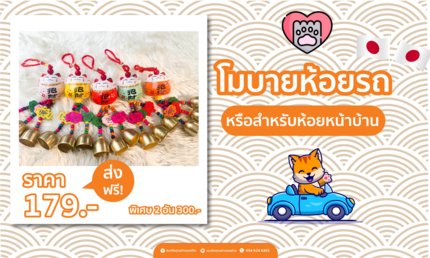 โมบายห้อยรถ
หรือสำหรับห้อยหน้าบ้าน
ราคา
179.-
ส่ง
ฟรี!
พิเศษ 2 อัน 300.-